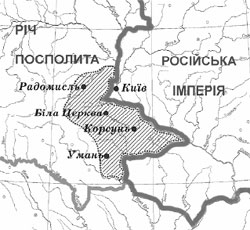 РІЧ
ПОСПОЛИТА
РОСІЙСЬКА
ІМПЕРІЯ
Радомисль
Київ
Біла Церква
Корсунь
Умань